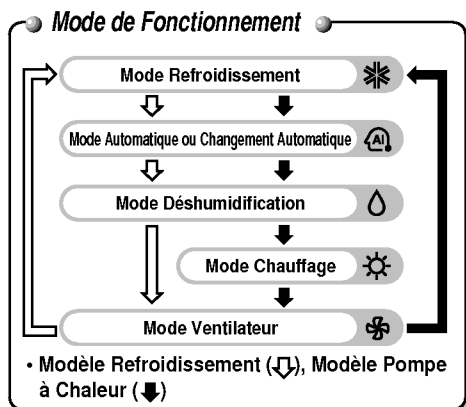 Mode de Fonctionnement
Mode Refroidissement
Mode Automatique ou Changement Automatique
AI
Mode Déshumidification
Mode Chauffage
Mode Ventilateur
• Modèle Refroidissement (⇩), Modèle Pompe
à Chaleur (⬇)